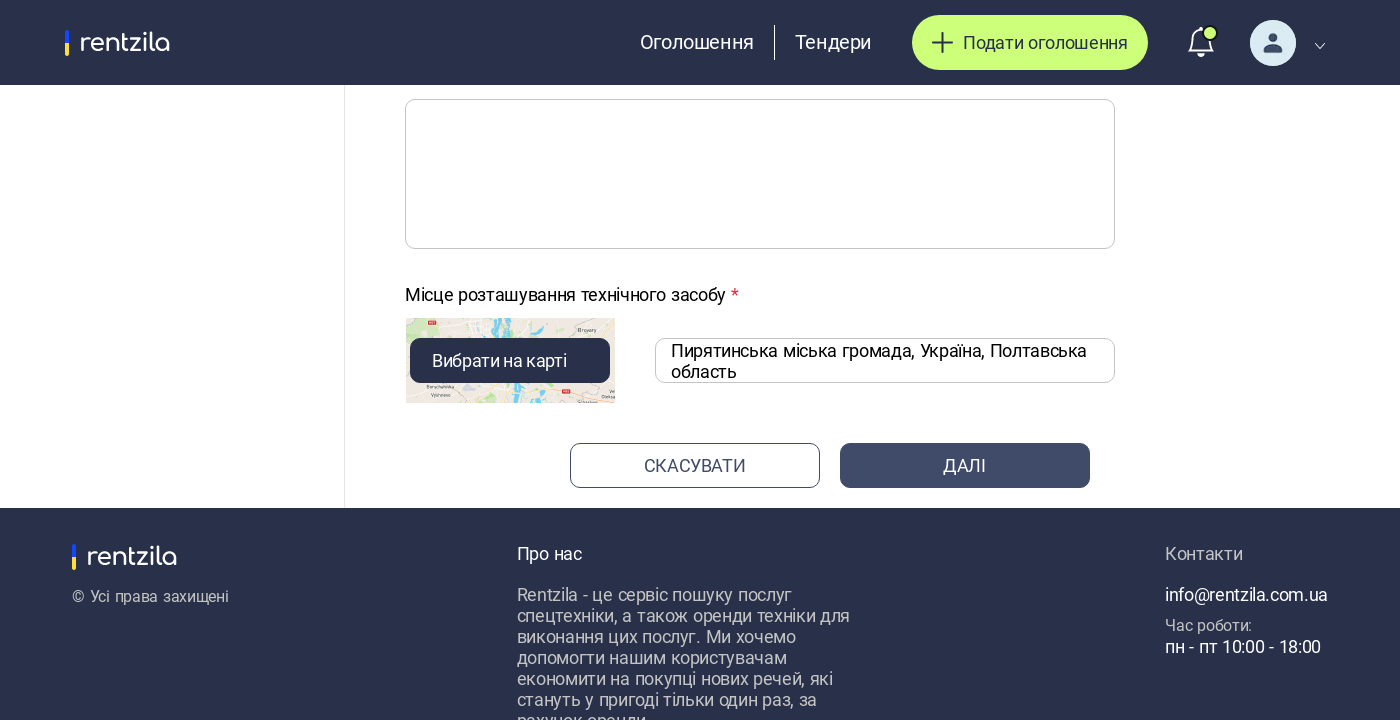 rentzila
Оголошення
Тендери
Подати оголошення
Місце розташування технічного засобу *
Вибрати на карті
Пирятинська міська громада, Україна, Полтавська
область
СКАСУВАТИ
ДАЛІ
rentzila
© Усі права захищені
Про нас
Rentzila - це сервіс пошуку послуг
спецтехніки, а також оренди техніки для
виконання цих послуг. Ми хочемо
допомогти нашим користувачам
економити на покупці нових речей, які
стануть у пригоді тільки один раз, за
рахунок оренди
Контакти
info@rentzila.com.ua
Час роботи:
пн - пт 10:00 - 18:00